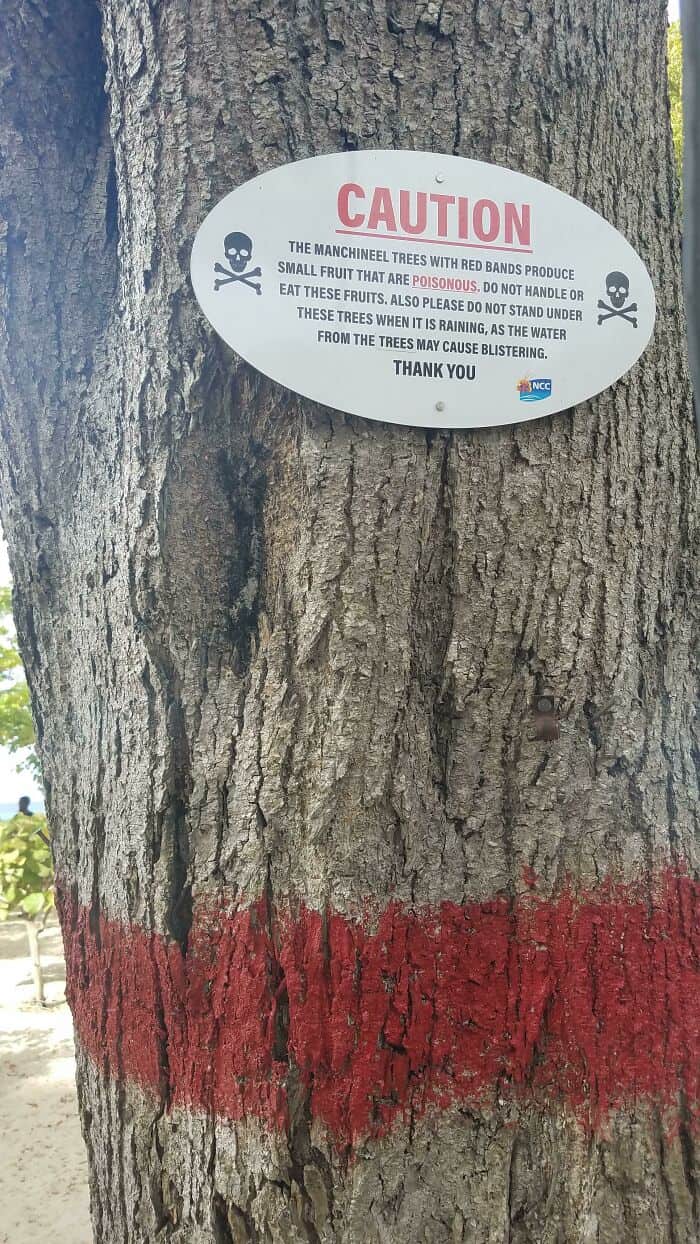 CAUTION
THE MANCHINEEL TREES WITH RED BANDS PRODUCE
SMALL FRUIT THAT ARE POISONOUS. DO NOT HANDLE OR
EAT THESE FRUITS. ALSO PLEASE DO NOT STAND UNDER
THESE TREES WHEN IT IS RAINING, AS THE WATER
FROM THE TREES MAY CAUSE BLISTERING.
THANK YOU
NCC